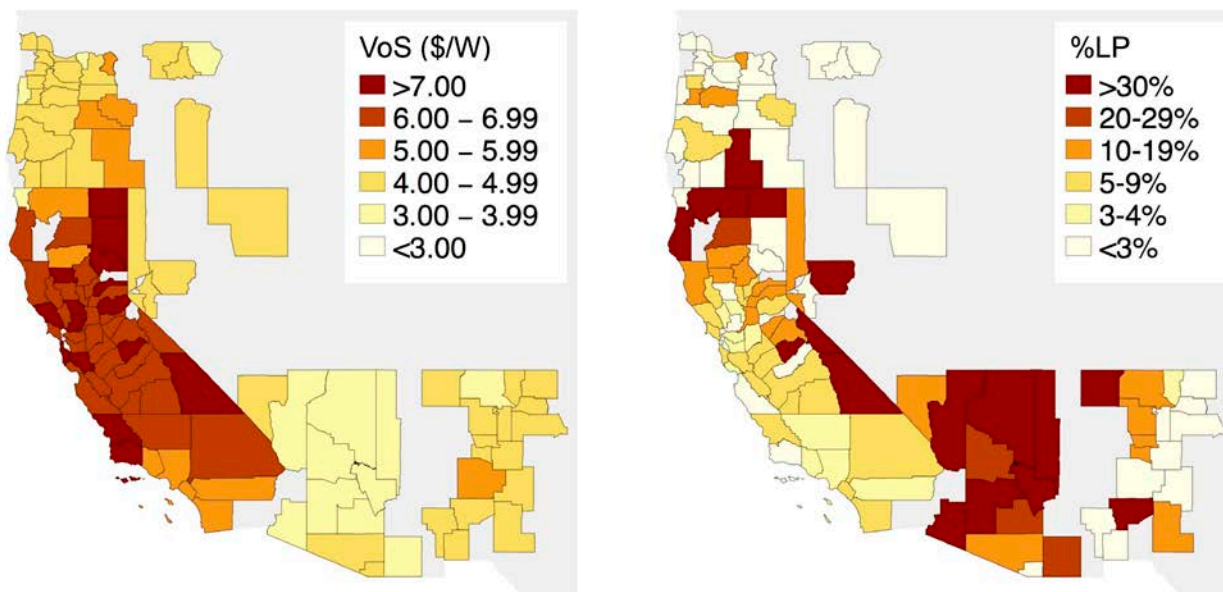 VoS ($/W)
>7.00
6.00 – 6.99
5.00 – 5.99
4.00 – 4.99
3.00 – 3.99
<3.00
%LP
>30%
20-29%
10-19%
5-9%
3-4%
<3%